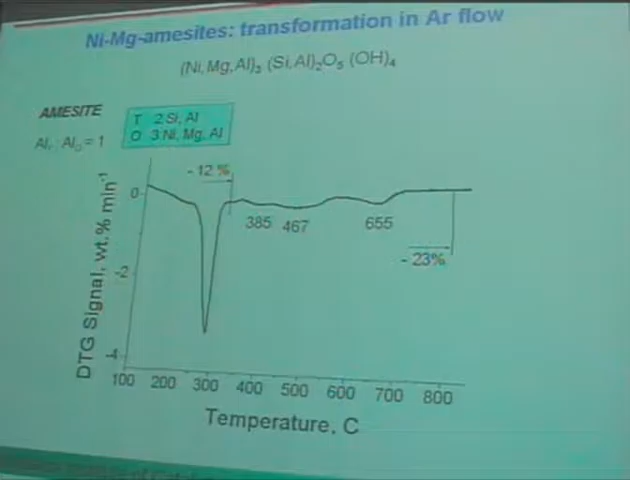 Ni-Mg-amesites: transformation in Ar flow
(Ni,Mg,Al)₃ (Si,Al)₂O₅ (OH)₄
AMESITE
T 2 Si, Al
O 3 Ni, Mg, Al
= 1
- 12 %
0
385 467 655
- 23%
-2
-4
DTG Signal, wt.% min⁻¹
100 200 300 400 500 600 700 800
Temperature, C